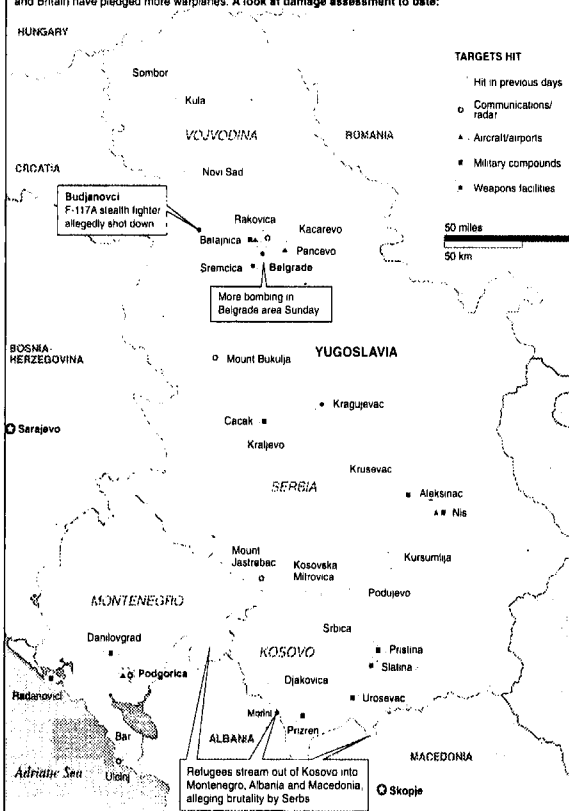 and Britain) have pledged more warplanes. A look at damage assessment to date:
HUNGARY
TARGETS HIT
Hit in previous days
Communications/
radar
Aircraft/airports
Military compounds
Weapons facilities
50 miles
50 km
Sombor
Kula
VOJVODINA
ROMANIA
CROATIA
Novi Sad
Budjanovci
F-117A stealth fighter
allegedly shot down
Rakovica
Kacarevo
Batajnica
Pancevo
Sremcica
Belgrade
More bombing in
Belgrade area Sunday
BOSNIA-
HERZEGOVINA
Mount Bukulja
YUGOSLAVIA
Kragujevac
Cacak
Sarajevo
Kraljevo
Krusevac
SERBIA
Aleksinac
Nis
Mount
Jastrebac
Kosovska
Mitrovica
Kursumlija
Podujevo
MONTENEGRO
Srbica
Danilovgrad
KOSOVO
Pristina
Slatina
Podgorica
Djakovica
Radanovici
Urosevac
Morini
Prizren
Bar
ALBANIA
MACEDONIA
Adriatic Sea
Ulcinj
Refugees stream out of Kosovo into
Montenegro, Albania and Macedonia,
alleging brutality by Serbs
Skopje